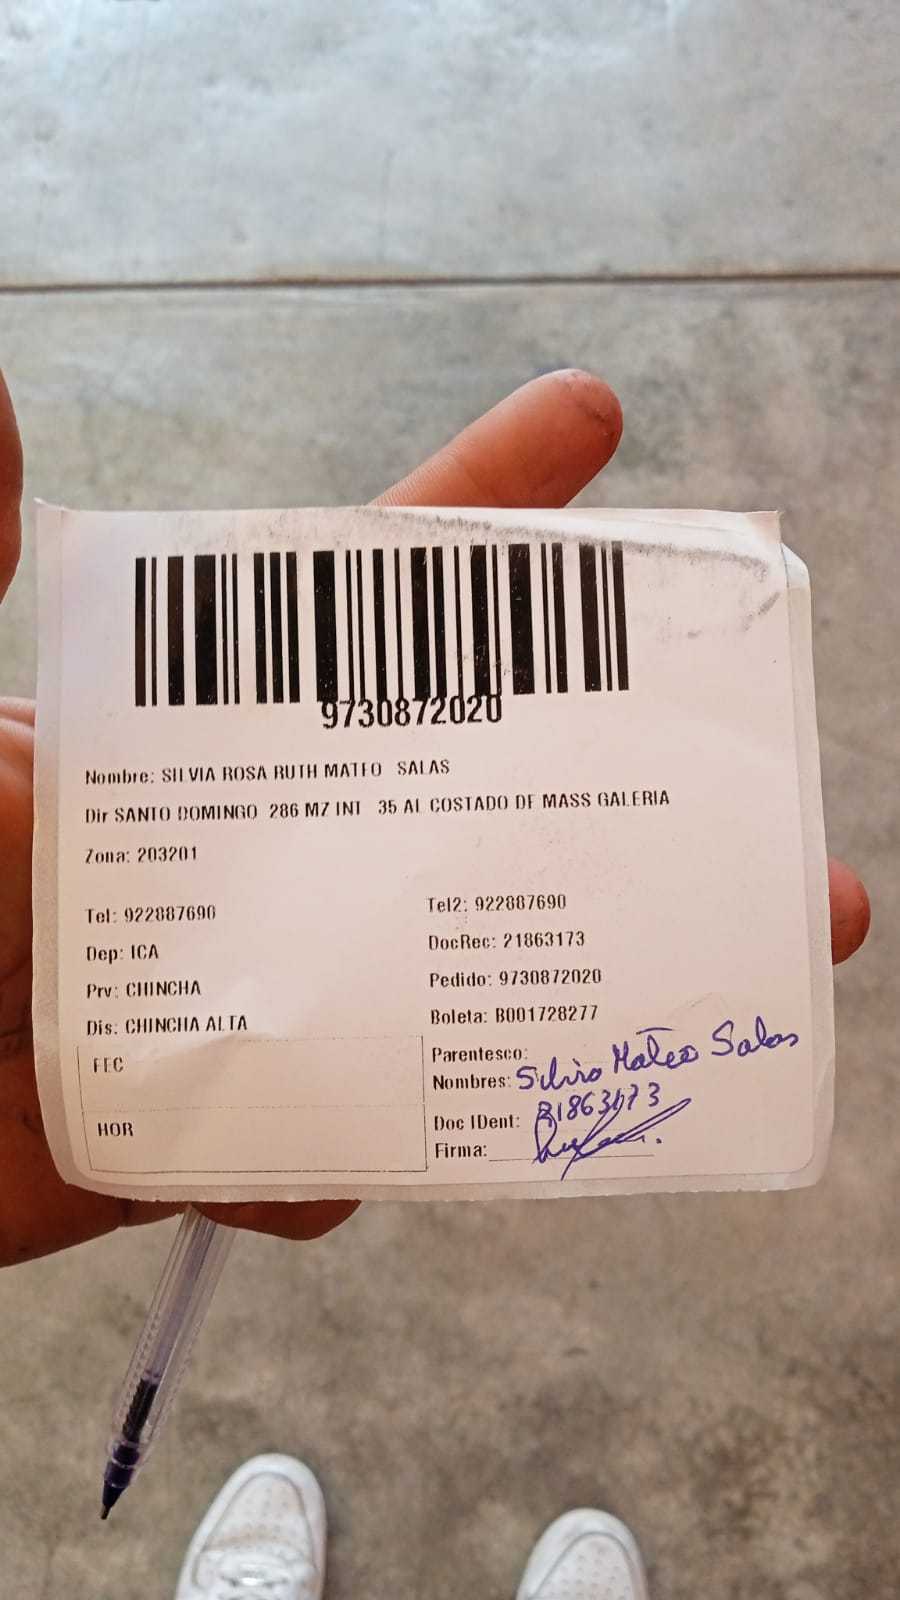 9730872020
Nombre: SILVIA ROSA RUTH MATEO SALAS
Dir SANTO DOMINGO 286 MZ INT 35 AL COSTADO DE MASS GALERIA
Zona: 203201
Tel: 922887690 Tel2: 922887690
Dep: ICA DocRec: 21863173
Prv: CHINCHA Pedido: 9730872020
Dis: CHINCHA ALTA Boleta: B001728277
FEC Parentesco:
Nombres: Silvia Mateo Salas
HOR Doc IDent: 21863173
Firma: